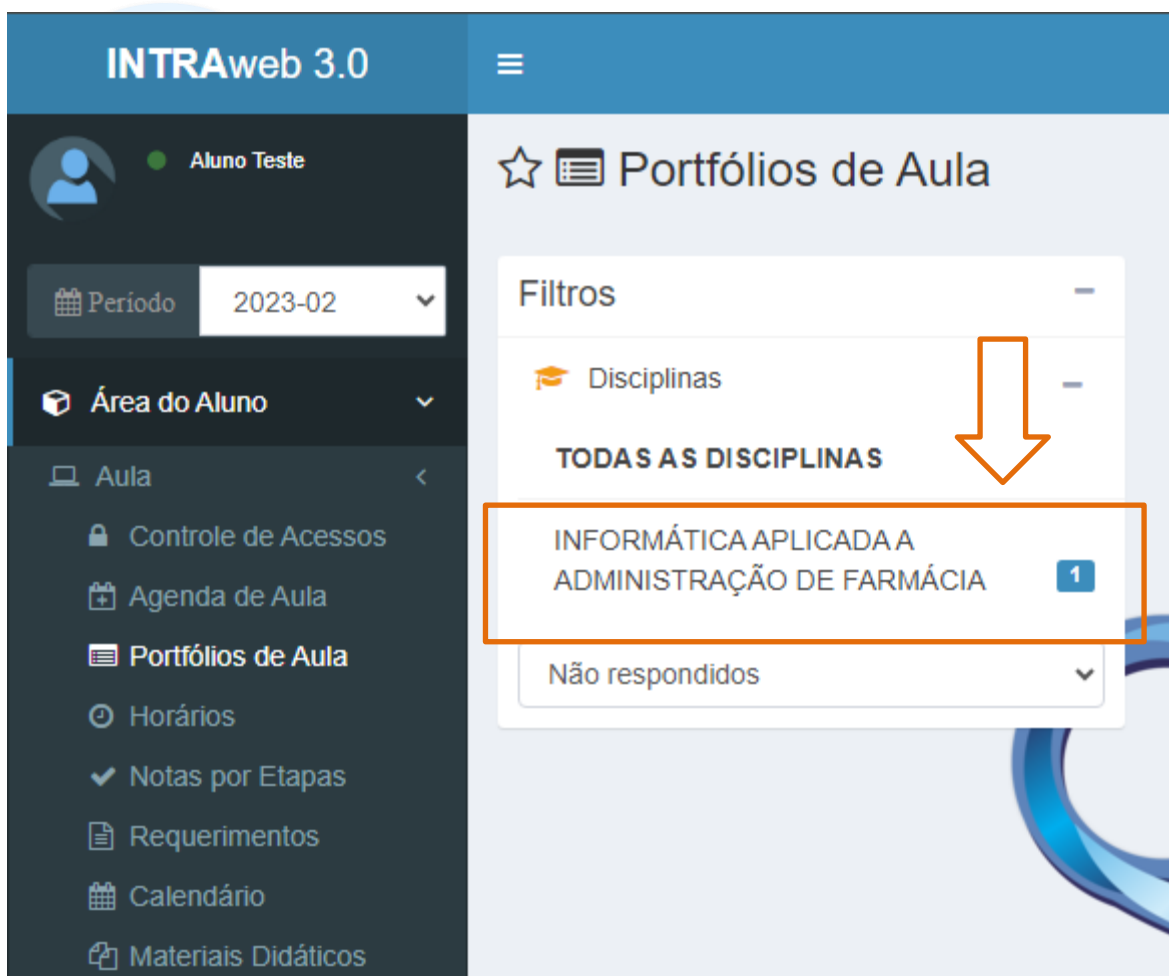 INTRAweb 3.0
Aluno Teste
Período 2023-02
Área do Aluno
Aula
Controle de Acessos
Agenda de Aula
Portfólios de Aula
Horários
Notas por Etapas
Requerimentos
Calendário
Materiais Didáticos
Portfólios de Aula
Filtros
Disciplinas
TODAS AS DISCIPLINAS
INFORMÁTICA APLICADA A
ADMINISTRAÇÃO DE FARMÁCIA 1
Não respondidos